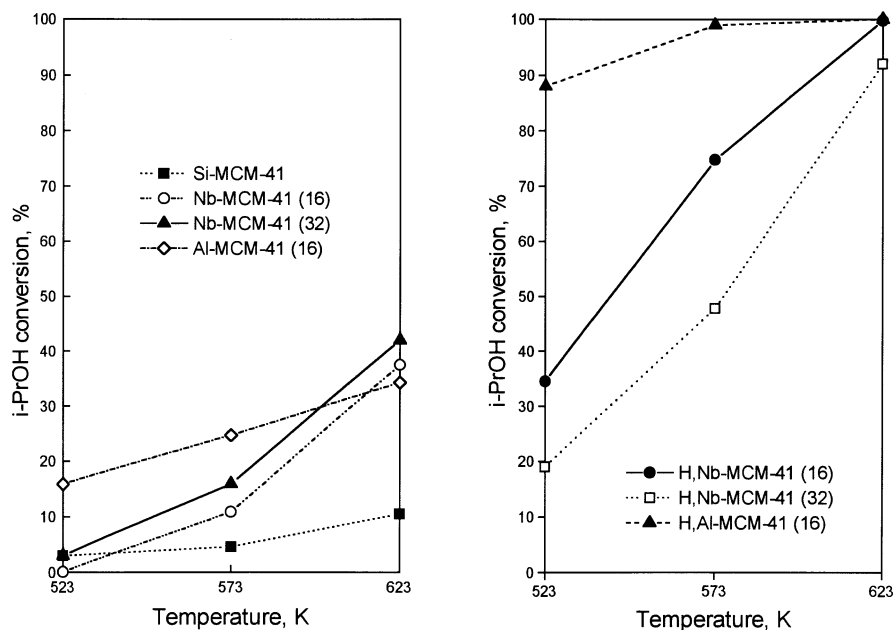 100
90
80
70
60
50
40
30
20
10
0
i-PrOH conversion, %
Si-MCM-41
Nb-MCM-41 (16)
Nb-MCM-41 (32)
Al-MCM-41 (16)
523
573
623
Temperature, K
100
90
80
70
60
50
40
30
20
10
0
i-PrOH conversion, %
H,Nb-MCM-41 (16)
H,Nb-MCM-41 (32)
H,Al-MCM-41 (16)
523
573
623
Temperature, K